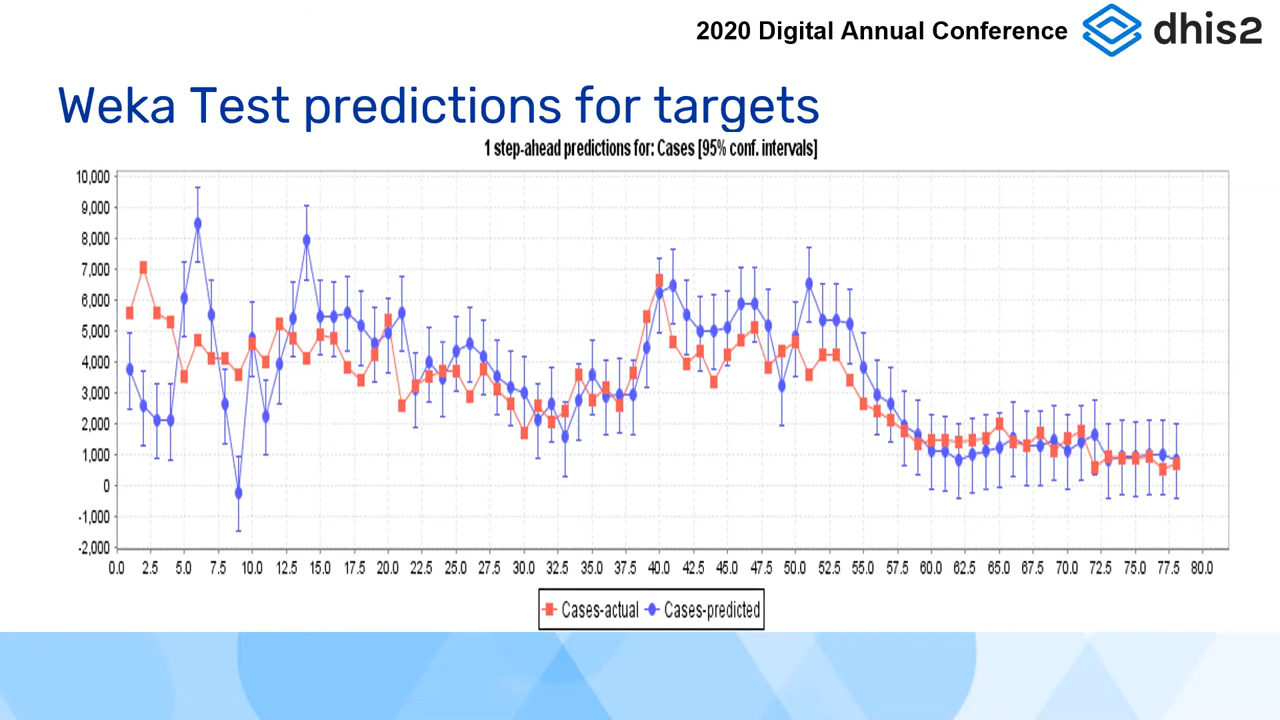 2020 Digital Annual Conference
dhis2
Weka Test predictions for targets
1 step-ahead predictions for: Cases [95% conf. intervals]
10,000
9,000
8,000
7,000
6,000
5,000
4,000
3,000
2,000
1,000
0
-1,000
-2,000
0.0 2.5 5.0 7.5 10.0 12.5 15.0 17.5 20.0 22.5 25.0 27.5 30.0 32.5 35.0 37.5 40.0 42.5 45.0 47.5 50.0 52.5 55.0 57.5 60.0 62.5 65.0 67.5 70.0 72.5 75.0 77.5 80.0
Cases-actual Cases-predicted